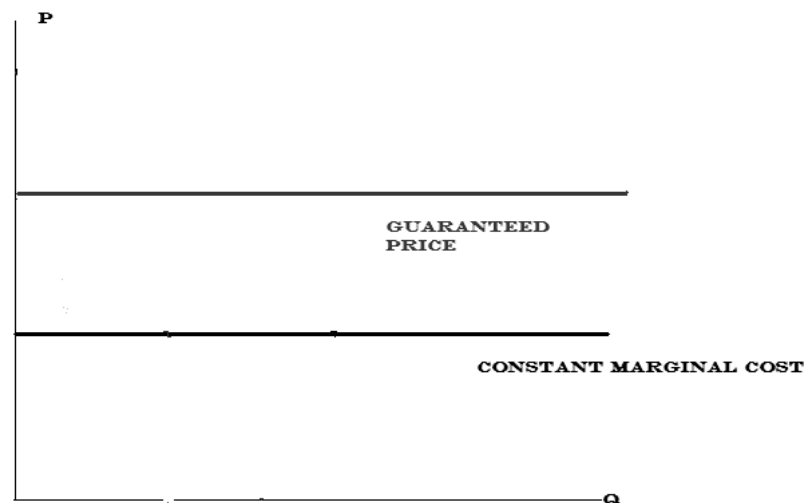 P
GUARANTEED
PRICE
CONSTANT MARGINAL COST
Q